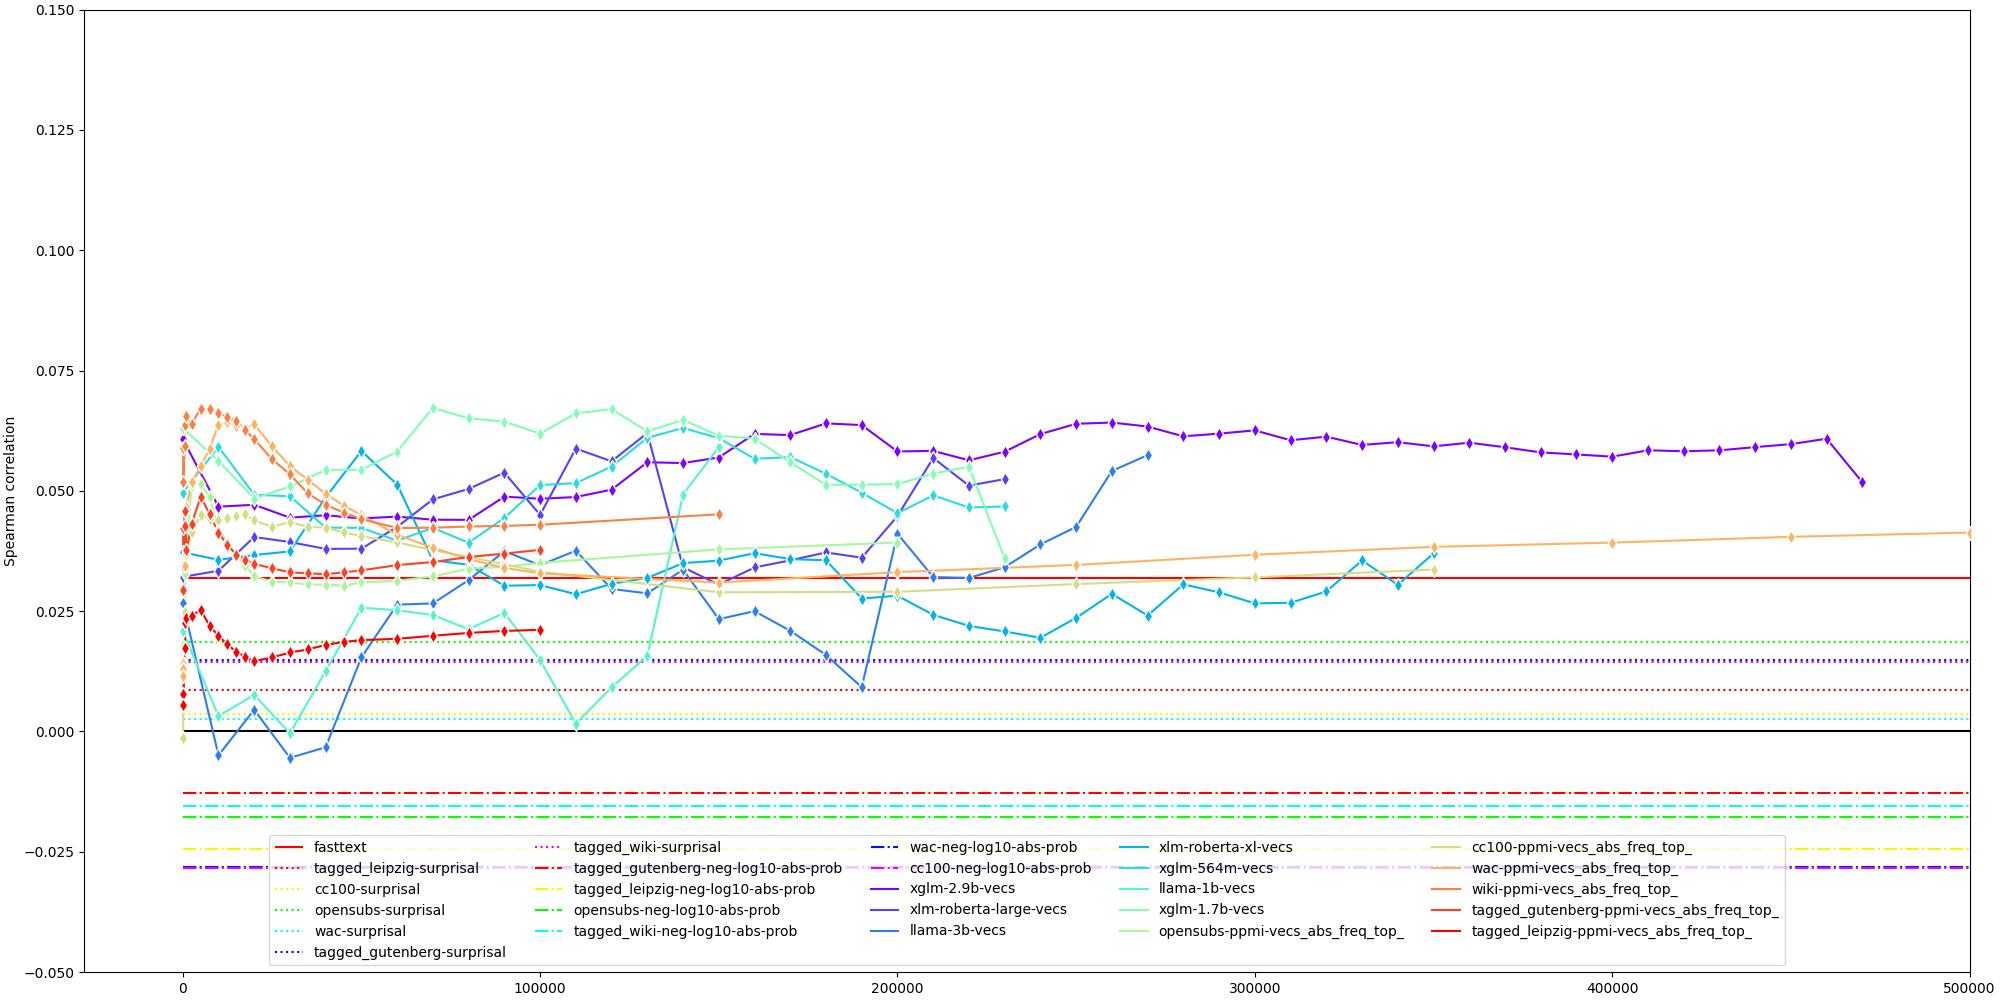 0.150
0.125
0.100
0.075
0.050
0.025
0.000
−0.025
−0.050
Spearman correlation
0
100000
200000
300000
400000
500000
fasttext
tagged_leipzig-surprisal
cc100-surprisal
opensubs-surprisal
wac-surprisal
tagged_gutenberg-surprisal
tagged_wiki-surprisal
tagged_gutenberg-neg-log10-abs-prob
tagged_leipzig-neg-log10-abs-prob
opensubs-neg-log10-abs-prob
tagged_wiki-neg-log10-abs-prob
wac-neg-log10-abs-prob
cc100-neg-log10-abs-prob
xglm-2.9b-vecs
xlm-roberta-large-vecs
llama-3b-vecs
xlm-roberta-xl-vecs
xglm-564m-vecs
llama-1b-vecs
xglm-1.7b-vecs
opensubs-ppmi-vecs_abs_freq_top_
cc100-ppmi-vecs_abs_freq_top_
wac-ppmi-vecs_abs_freq_top_
wiki-ppmi-vecs_abs_freq_top_
tagged_gutenberg-ppmi-vecs_abs_freq_top_
tagged_leipzig-ppmi-vecs_abs_freq_top_